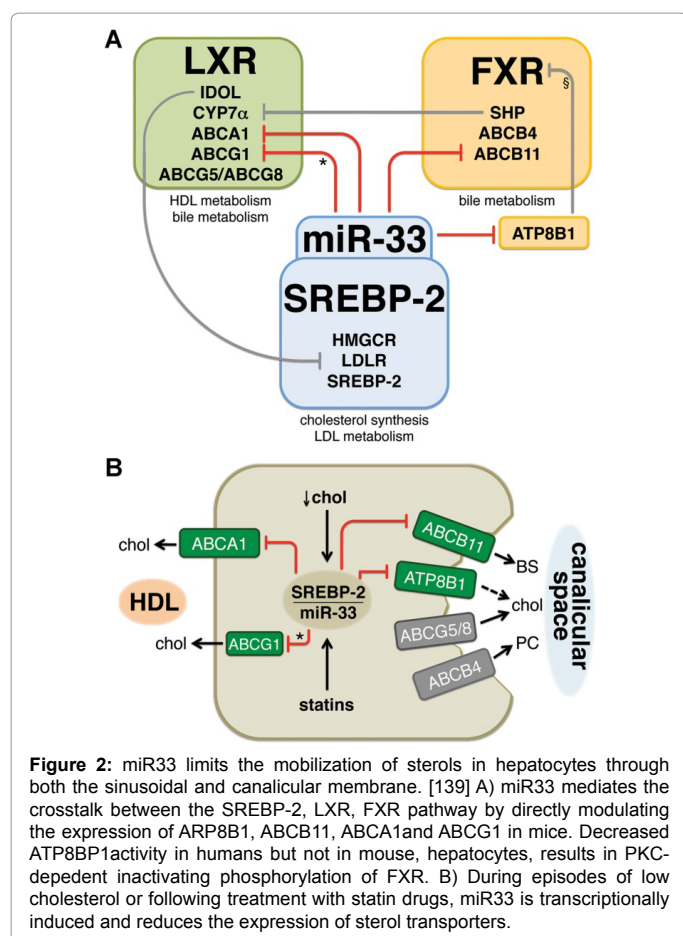 A
LXR
IDOL
CYP7α
ABCA1
ABCG1
ABCG5/ABCG8
HDL metabolism
bile metabolism
*
FXR
§
SHP
ABCB4
ABCB11
bile metabolism
ATP8B1
miR-33
SREBP-2
HMGCR
LDLR
SREBP-2
cholesterol synthesis
LDL metabolism
B
↓chol
chol
ABCA1
HDL
SREBP-2
miR-33
chol
ABCG1
*
statins
ABCB11
BS
ATP8B1
chol
ABCG5/8
PC
ABCB4
canalicular
space
Figure 2: miR33 limits the mobilization of sterols in hepatocytes through
both the sinusoidal and canalicular membrane. [139] A) miR33 mediates the
crosstalk between the SREBP-2, LXR, FXR pathway by directly modulating
the expression of ARP8B1, ABCB11, ABCA1and ABCG1 in mice. Decreased
ATP8BP1activity in humans but not in mouse, hepatocytes, results in PKC-
depedent inactivating phosphorylation of FXR. B) During episodes of low
cholesterol or following treatment with statin drugs, miR33 is transcriptionally
induced and reduces the expression of sterol transporters.